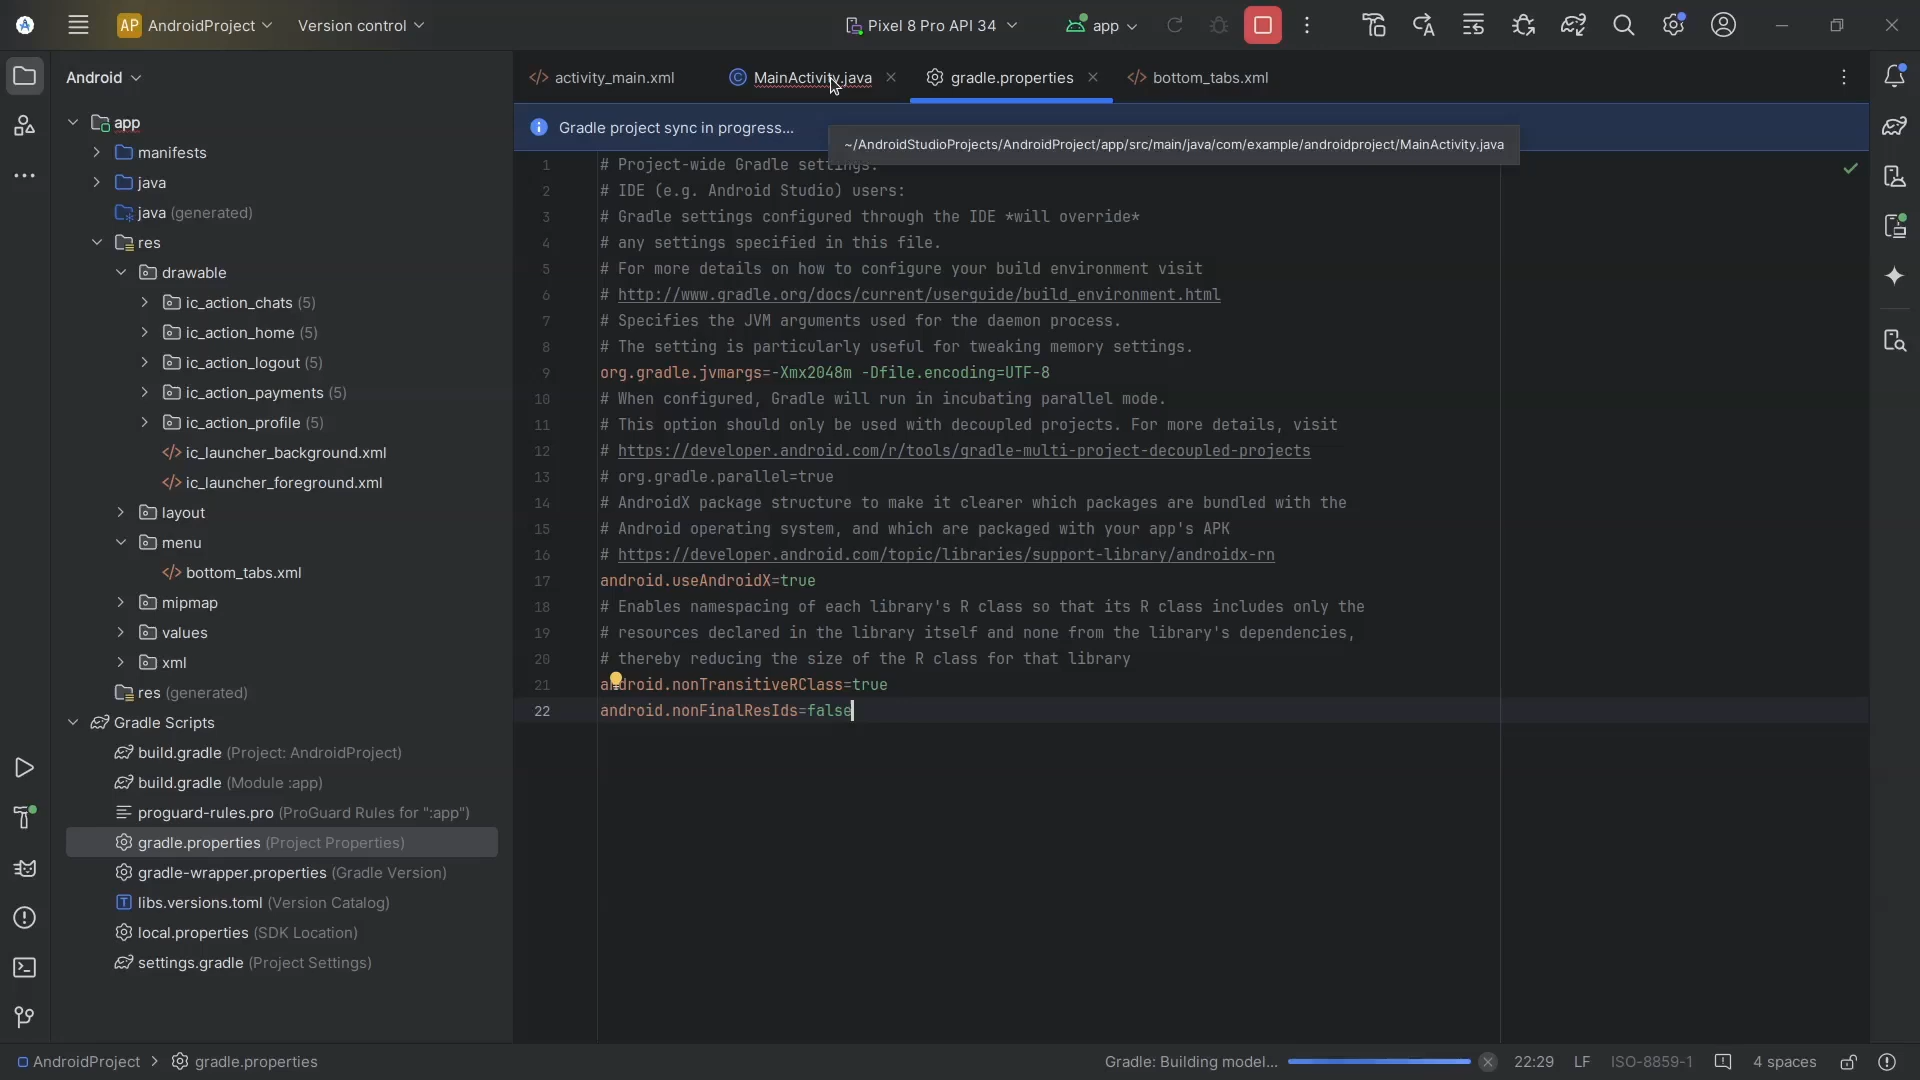 AP AndroidProject Version control Pixel 8 Pro API 34 app
Android
app
manifests
java
java (generated)
res
drawable
ic_action_chats (5)
ic_action_home (5)
ic_action_logout (5)
ic_action_payments (5)
ic_action_profile (5)
ic_launcher_background.xml
ic_launcher_foreground.xml
layout
menu
bottom_tabs.xml
mipmap
values
xml
res (generated)
Gradle Scripts
build.gradle (Project: AndroidProject)
build.gradle (Module :app)
proguard-rules.pro (ProGuard Rules for ":app")
gradle.properties (Project Properties)
gradle-wrapper.properties (Gradle Version)
libs.versions.toml (Version Catalog)
local.properties (SDK Location)
settings.gradle (Project Settings)
activity_main.xml MainActivity.java gradle.properties bottom_tabs.xml
Gradle project sync in progress...
~/AndroidStudioProjects/AndroidProject/app/src/main/java/com/example/androidproject/MainActivity.java
1 # Project-wide Gradle settings.
2 # IDE (e.g. Android Studio) users:
3 # Gradle settings configured through the IDE *will override*
4 # any settings specified in this file.
5 # For more details on how to configure your build environment visit
6 # http://www.gradle.org/docs/current/userguide/build_environment.html
7 # Specifies the JVM arguments used for the daemon process.
8 # The setting is particularly useful for tweaking memory settings.
9 org.gradle.jvmargs=-Xmx2048m -Dfile.encoding=UTF-8
10 # When configured, Gradle will run in incubating parallel mode.
11 # This option should only be used with decoupled projects. For more details, visit
12 # https://developer.android.com/r/tools/gradle-multi-project-decoupled-projects
13 # org.gradle.parallel=true
14 # AndroidX package structure to make it clearer which packages are bundled with the
15 # Android operating system, and which are packaged with your app's APK
16 # https://developer.android.com/topic/libraries/support-library/androidx-rn
17 android.useAndroidX=true
18 # Enables namespacing of each library's R class so that its R class includes only the
19 # resources declared in the library itself and none from the library's dependencies,
20 # thereby reducing the size of the R class for that library
21 android.nonTransitiveRClass=true
22 android.nonFinalResIds=false
AndroidProject > gradle.properties Gradle: Building model... 22:29 LF ISO-8859-1 4 spaces